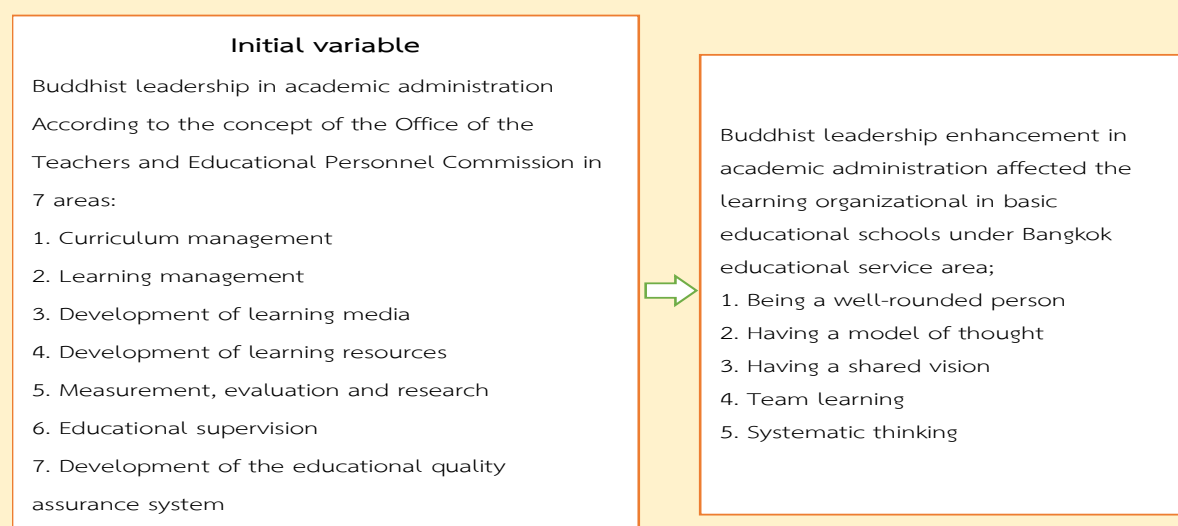 Initial variable
Buddhist leadership in academic administration
According to the concept of the Office of the
Teachers and Educational Personnel Commission in
7 areas:
1. Curriculum management
2. Learning management
3. Development of learning media
4. Development of learning resources
5. Measurement, evaluation and research
6. Educational supervision
7. Development of the educational quality
assurance system
Buddhist leadership enhancement in
academic administration affected the
learning organizational in basic
educational schools under Bangkok
educational service area;
1. Being a well-rounded person
2. Having a model of thought
3. Having a shared vision
4. Team learning
5. Systematic thinking